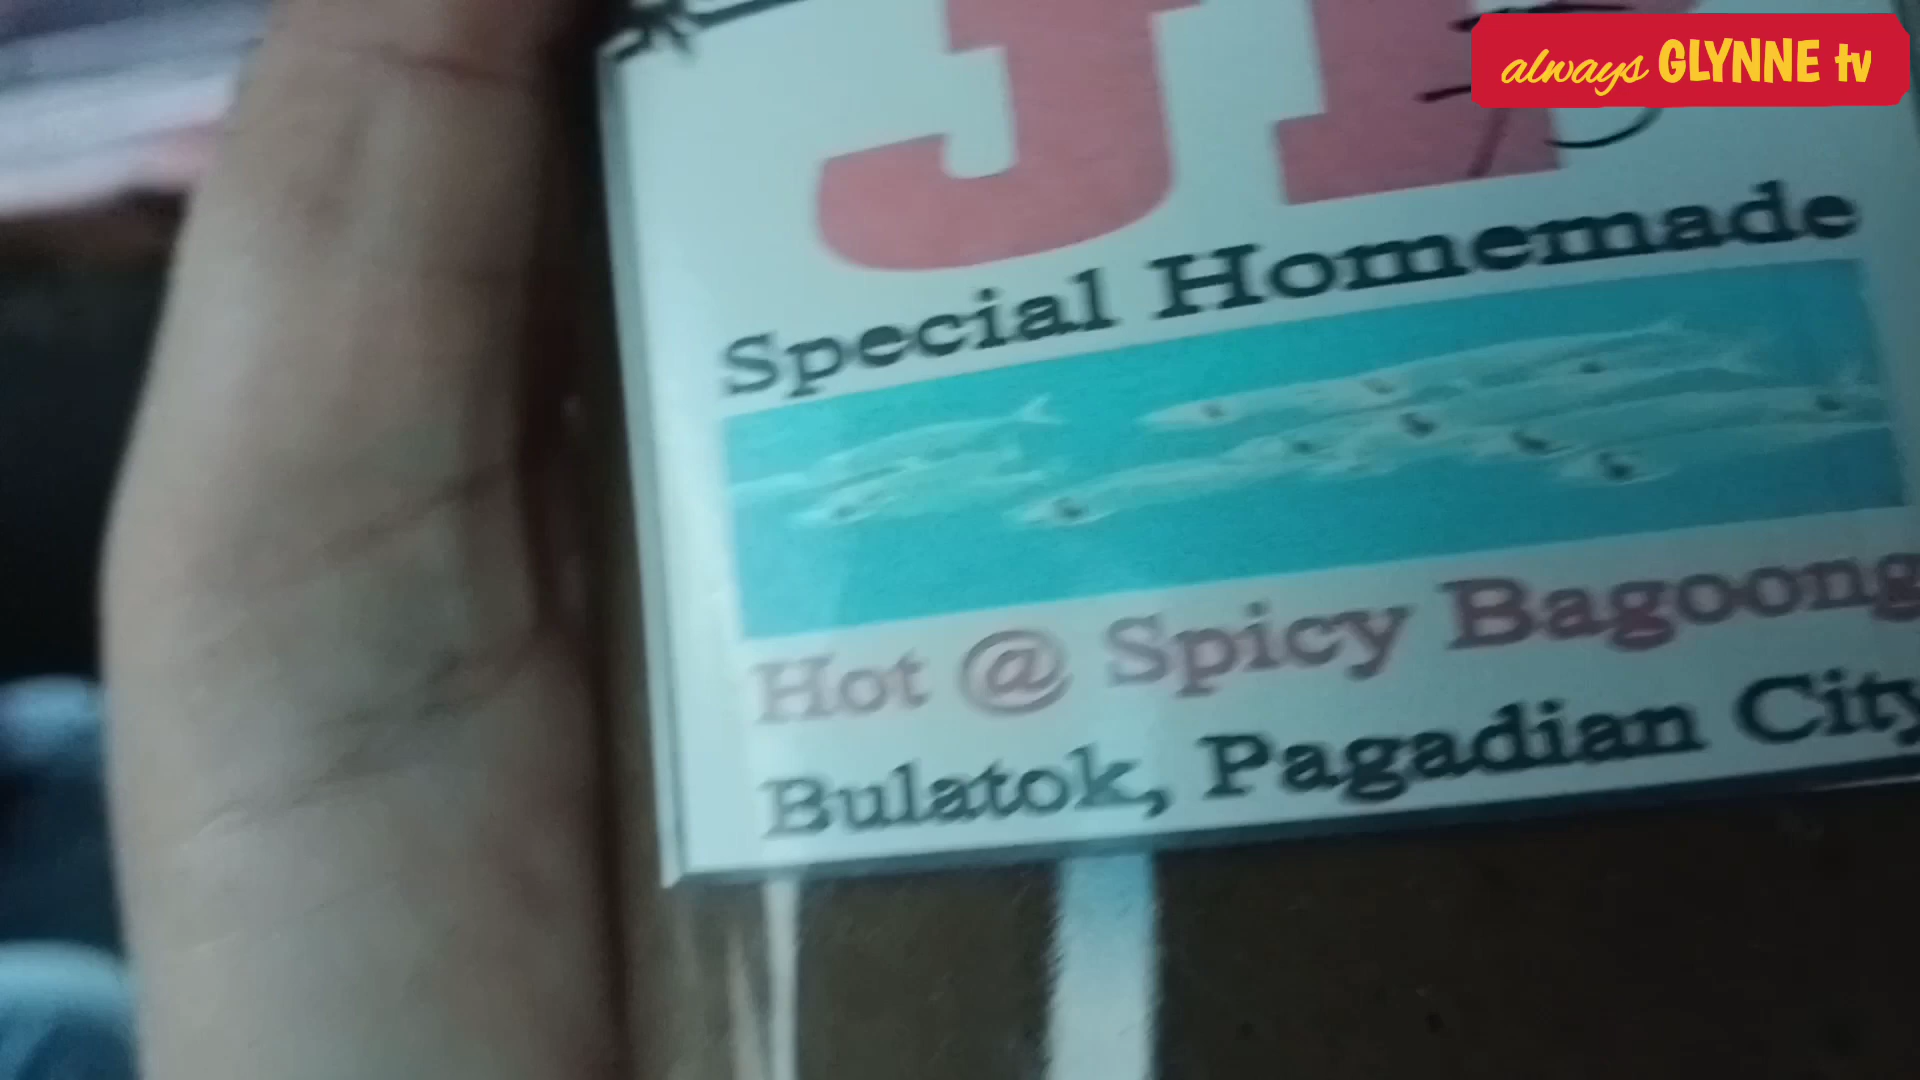 always GLYNNE tv
Special Homemade
Hot @ Spicy Bagoong
Bulatok, Pagadian City